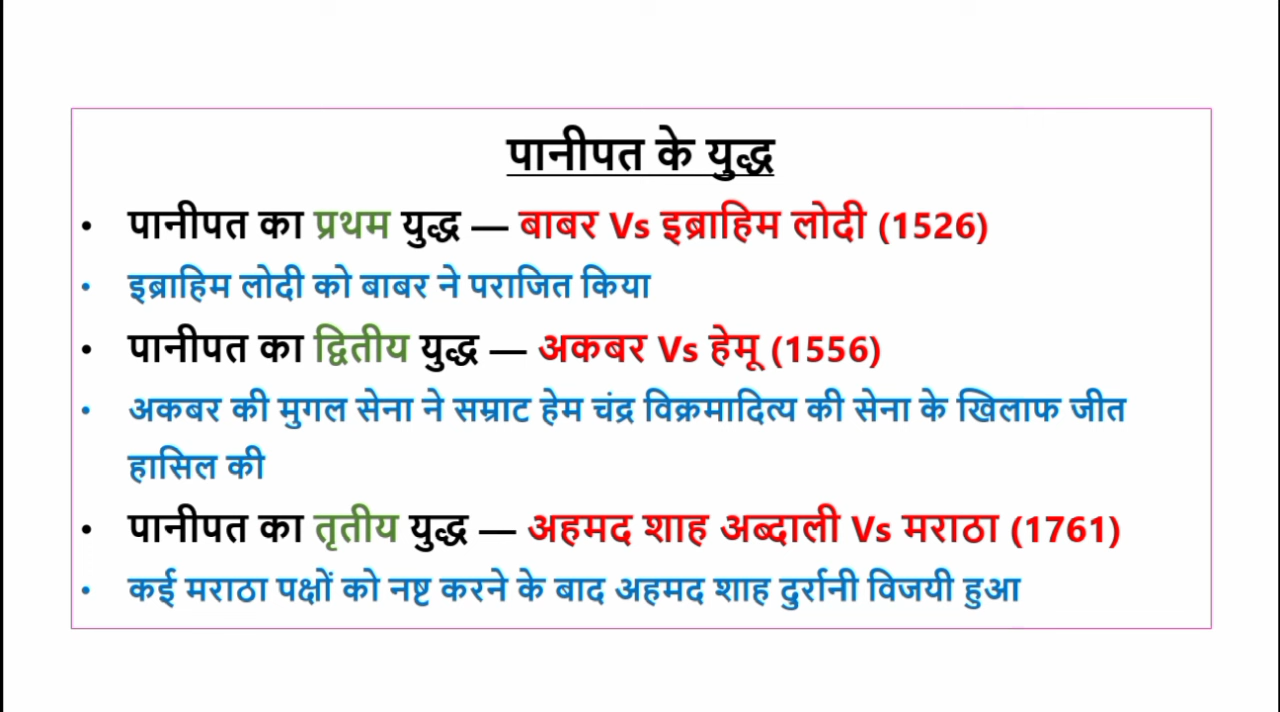 पानीपत के युद्ध
• पानीपत का प्रथम युद्ध — बाबर Vs इब्राहिम लोदी (1526)
• इब्राहिम लोदी को बाबर ने पराजित किया
• पानीपत का द्वितीय युद्ध — अकबर Vs हेमू (1556)
• अकबर की मुगल सेना ने सम्राट हेम चंद्र विक्रमादित्य की सेना के खिलाफ जीत
हासिल की
• पानीपत का तृतीय युद्ध — अहमद शाह अब्दाली Vs मराठा (1761)
• कई मराठा पक्षों को नष्ट करने के बाद अहमद शाह दुर्रानी विजयी हुआ